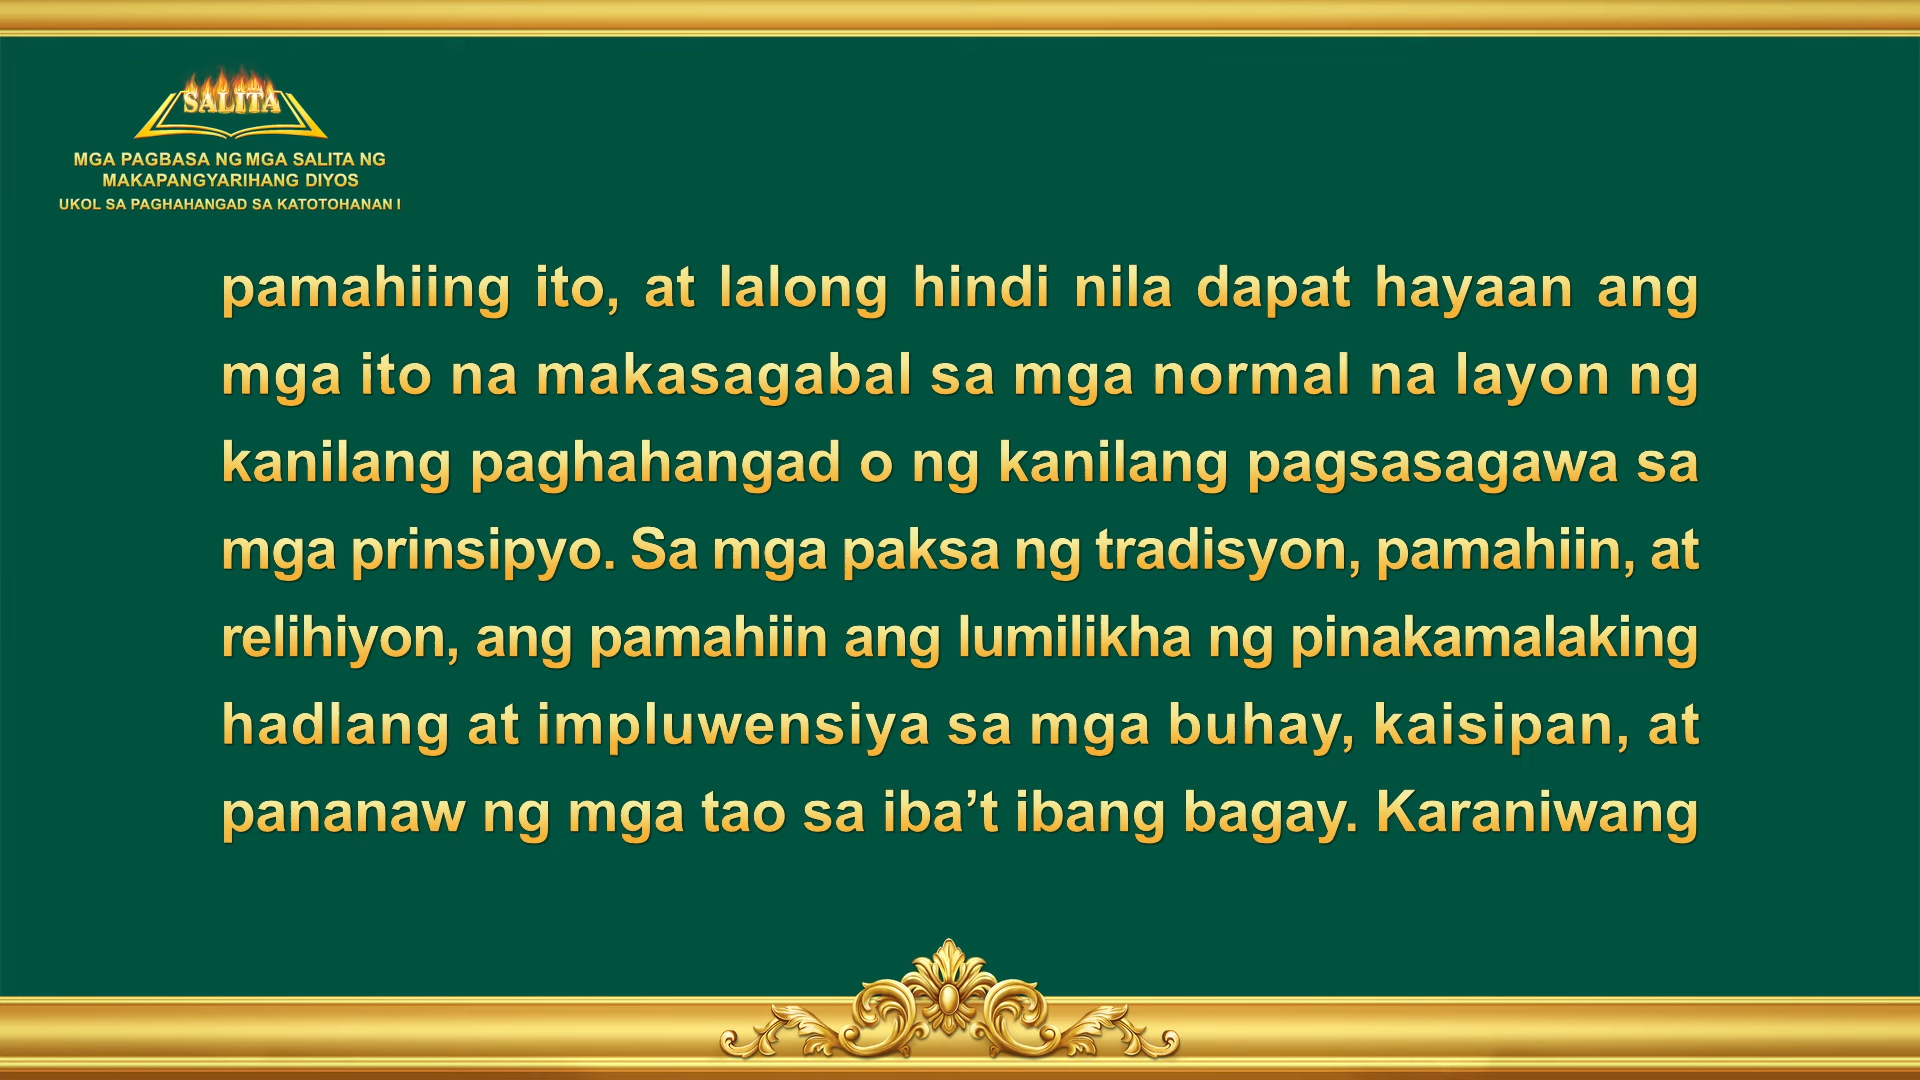 SALITA
MGA PAGBASA NG MGA SALITA NG
MAKAPANGYARIHANG DIYOS
UKOL SA PAGHAHANGAD SA KATOTOHANAN I
pamahiing ito, at lalong hindi nila dapat hayaan ang
mga ito na makasagabal sa mga normal na layon ng
kanilang paghahangad o ng kanilang pagsasagawa sa
mga prinsipyo. Sa mga paksa ng tradisyon, pamahiin, at
relihiyon, ang pamahiin ang lumilikha ng pinakamalaking
hadlang at impluwensiya sa mga buhay, kaisipan, at
pananaw ng mga tao sa iba’t ibang bagay. Karaniwang